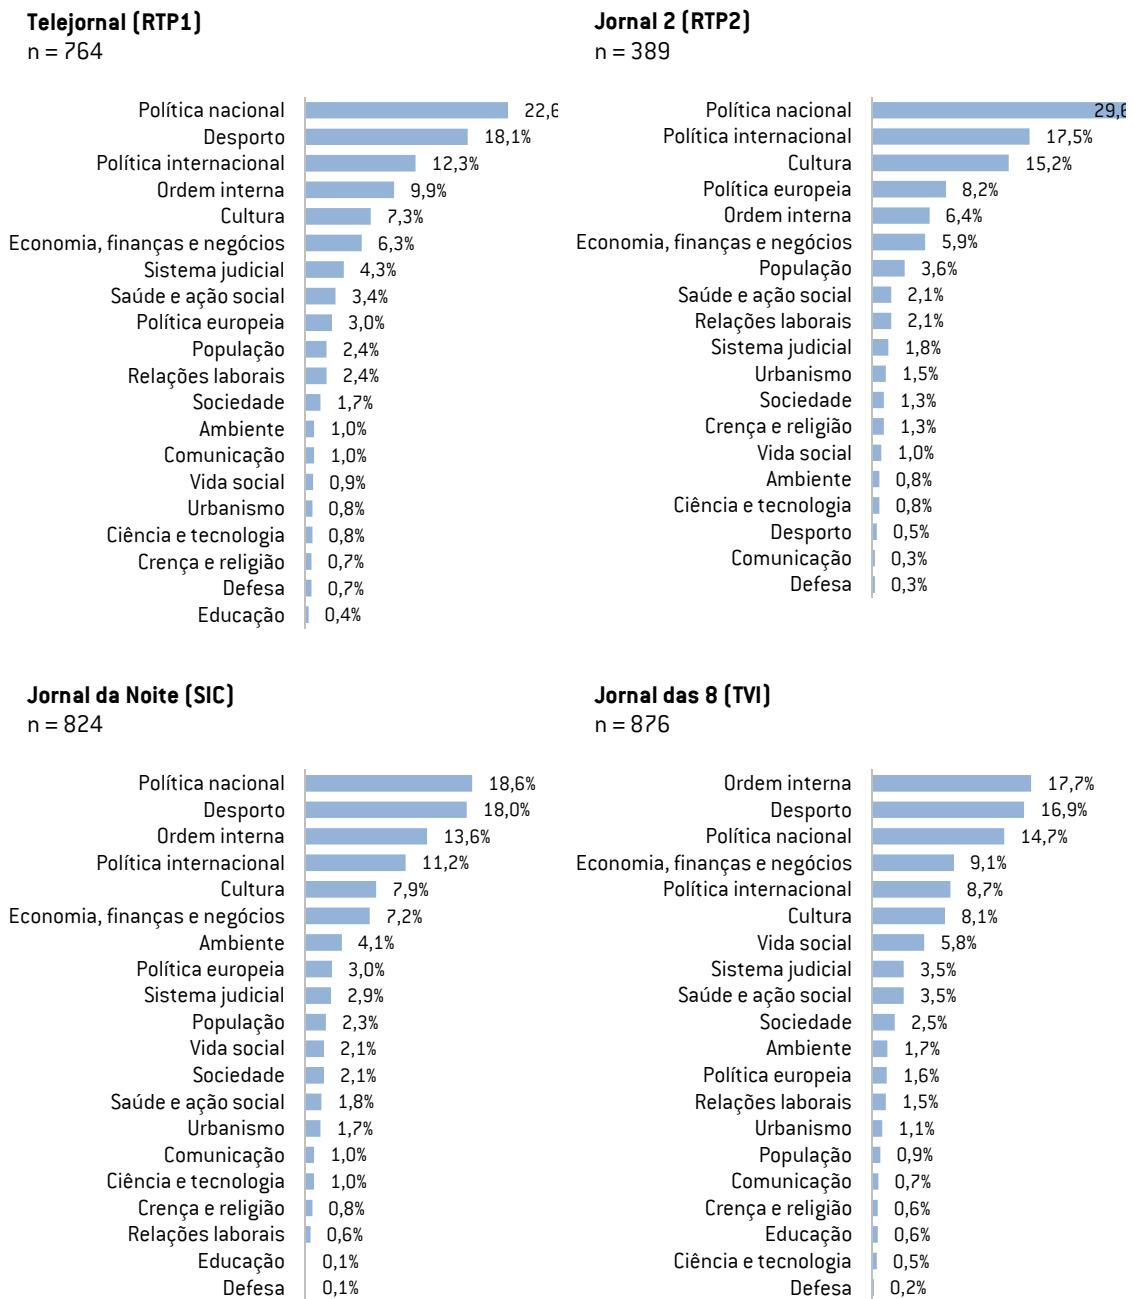 Telejornal (RTP1)
n = 764
Política nacional 22,6
Desporto 18,1%
Política internacional 12,3%
Ordem interna 9,9%
Cultura 7,3%
Economia, finanças e negócios 6,3%
Sistema judicial 4,3%
Saúde e ação social 3,4%
Política europeia 3,0%
População 2,4%
Relações laborais 2,4%
Sociedade 1,7%
Ambiente 1,0%
Comunicação 1,0%
Vida social 0,9%
Urbanismo 0,8%
Ciência e tecnologia 0,8%
Crença e religião 0,7%
Defesa 0,7%
Educação 0,4%
Jornal 2 (RTP2)
n = 389
Política nacional 29,6
Política internacional 17,5%
Cultura 15,2%
Política europeia 8,2%
Ordem interna 6,4%
Economia, finanças e negócios 5,9%
População 3,6%
Saúde e ação social 2,1%
Relações laborais 2,1%
Sistema judicial 1,8%
Urbanismo 1,5%
Sociedade 1,3%
Crença e religião 1,3%
Vida social 1,0%
Ambiente 0,8%
Ciência e tecnologia 0,8%
Desporto 0,5%
Comunicação 0,3%
Defesa 0,3%
Jornal da Noite (SIC)
n = 824
Política nacional 18,6%
Desporto 18,0%
Ordem interna 13,6%
Política internacional 11,2%
Cultura 7,9%
Economia, finanças e negócios 7,2%
Ambiente 4,1%
Política europeia 3,0%
Sistema judicial 2,9%
População 2,3%
Vida social 2,1%
Sociedade 2,1%
Saúde e ação social 1,8%
Urbanismo 1,7%
Comunicação 1,0%
Ciência e tecnologia 1,0%
Crença e religião 0,8%
Relações laborais 0,6%
Educação 0,1%
Defesa 0,1%
Jornal das 8 (TVI)
n = 876
Ordem interna 17,7%
Desporto 16,9%
Política nacional 14,7%
Economia, finanças e negócios 9,1%
Política internacional 8,7%
Cultura 8,1%
Vida social 5,8%
Sistema judicial 3,5%
Saúde e ação social 3,5%
Sociedade 2,5%
Ambiente 1,7%
Política europeia 1,6%
Relações laborais 1,5%
Urbanismo 1,1%
População 0,9%
Comunicação 0,7%
Crença e religião 0,6%
Educação 0,6%
Ciência e tecnologia 0,5%
Defesa 0,2%